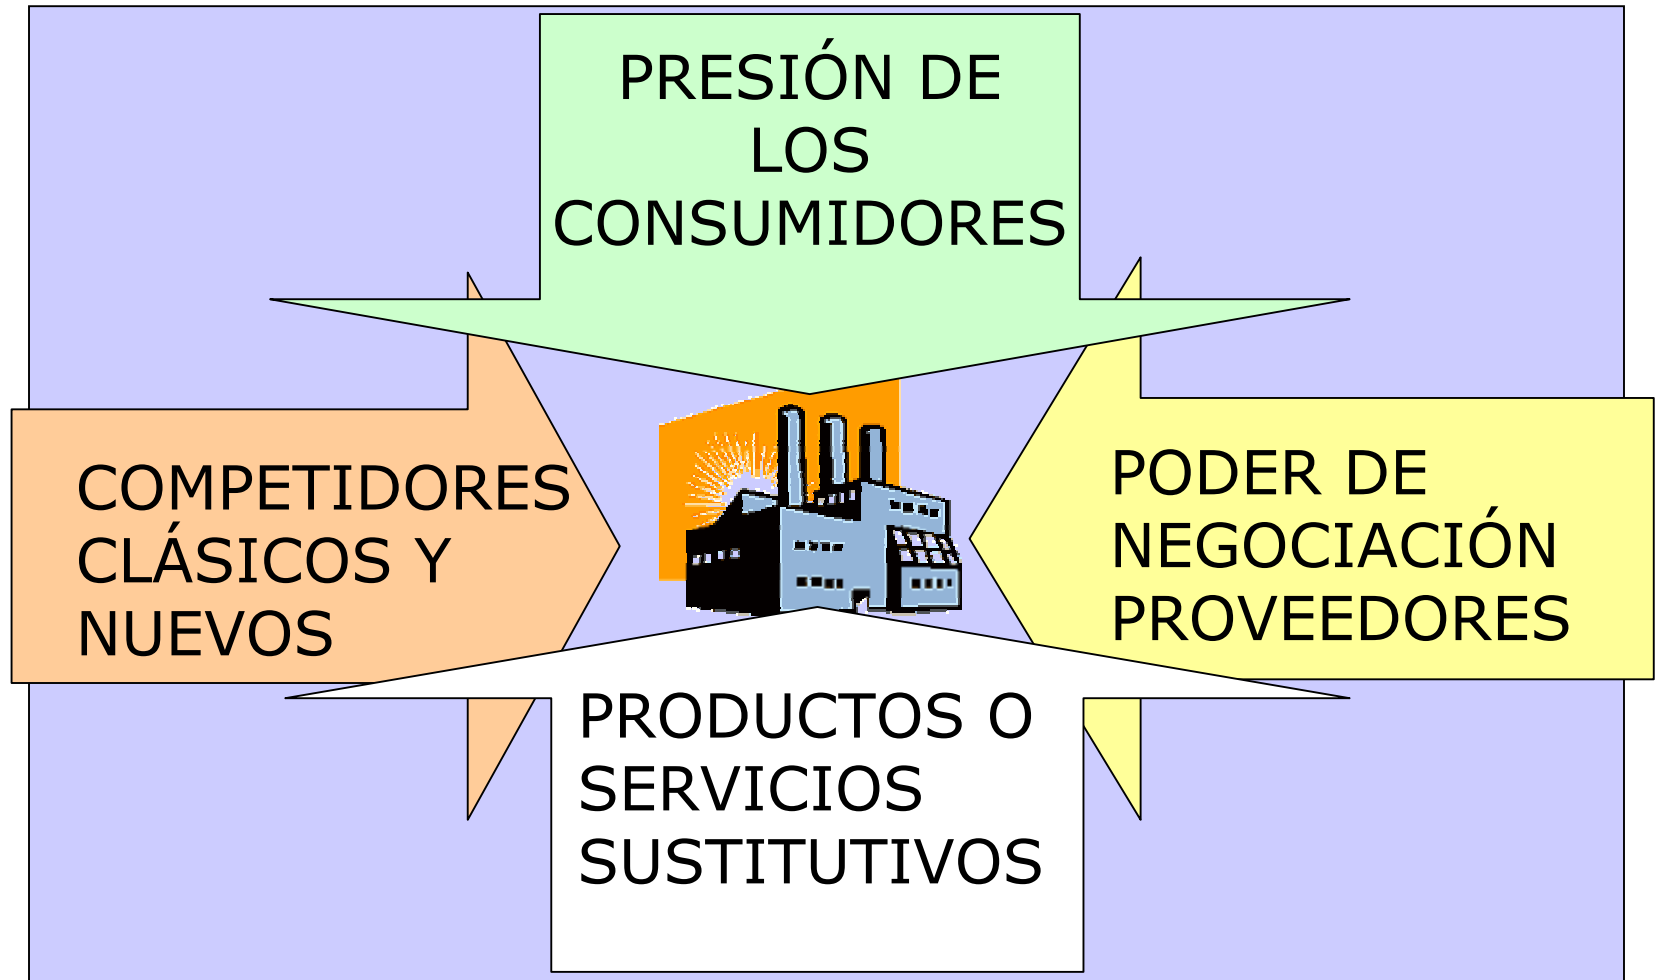 PRESIÓN DE
LOS
CONSUMIDORES
COMPETIDORES
CLÁSICOS Y
NUEVOS
PODER DE
NEGOCIACIÓN
PROVEEDORES
PRODUCTOS O
SERVICIOS
SUSTITUTIVOS